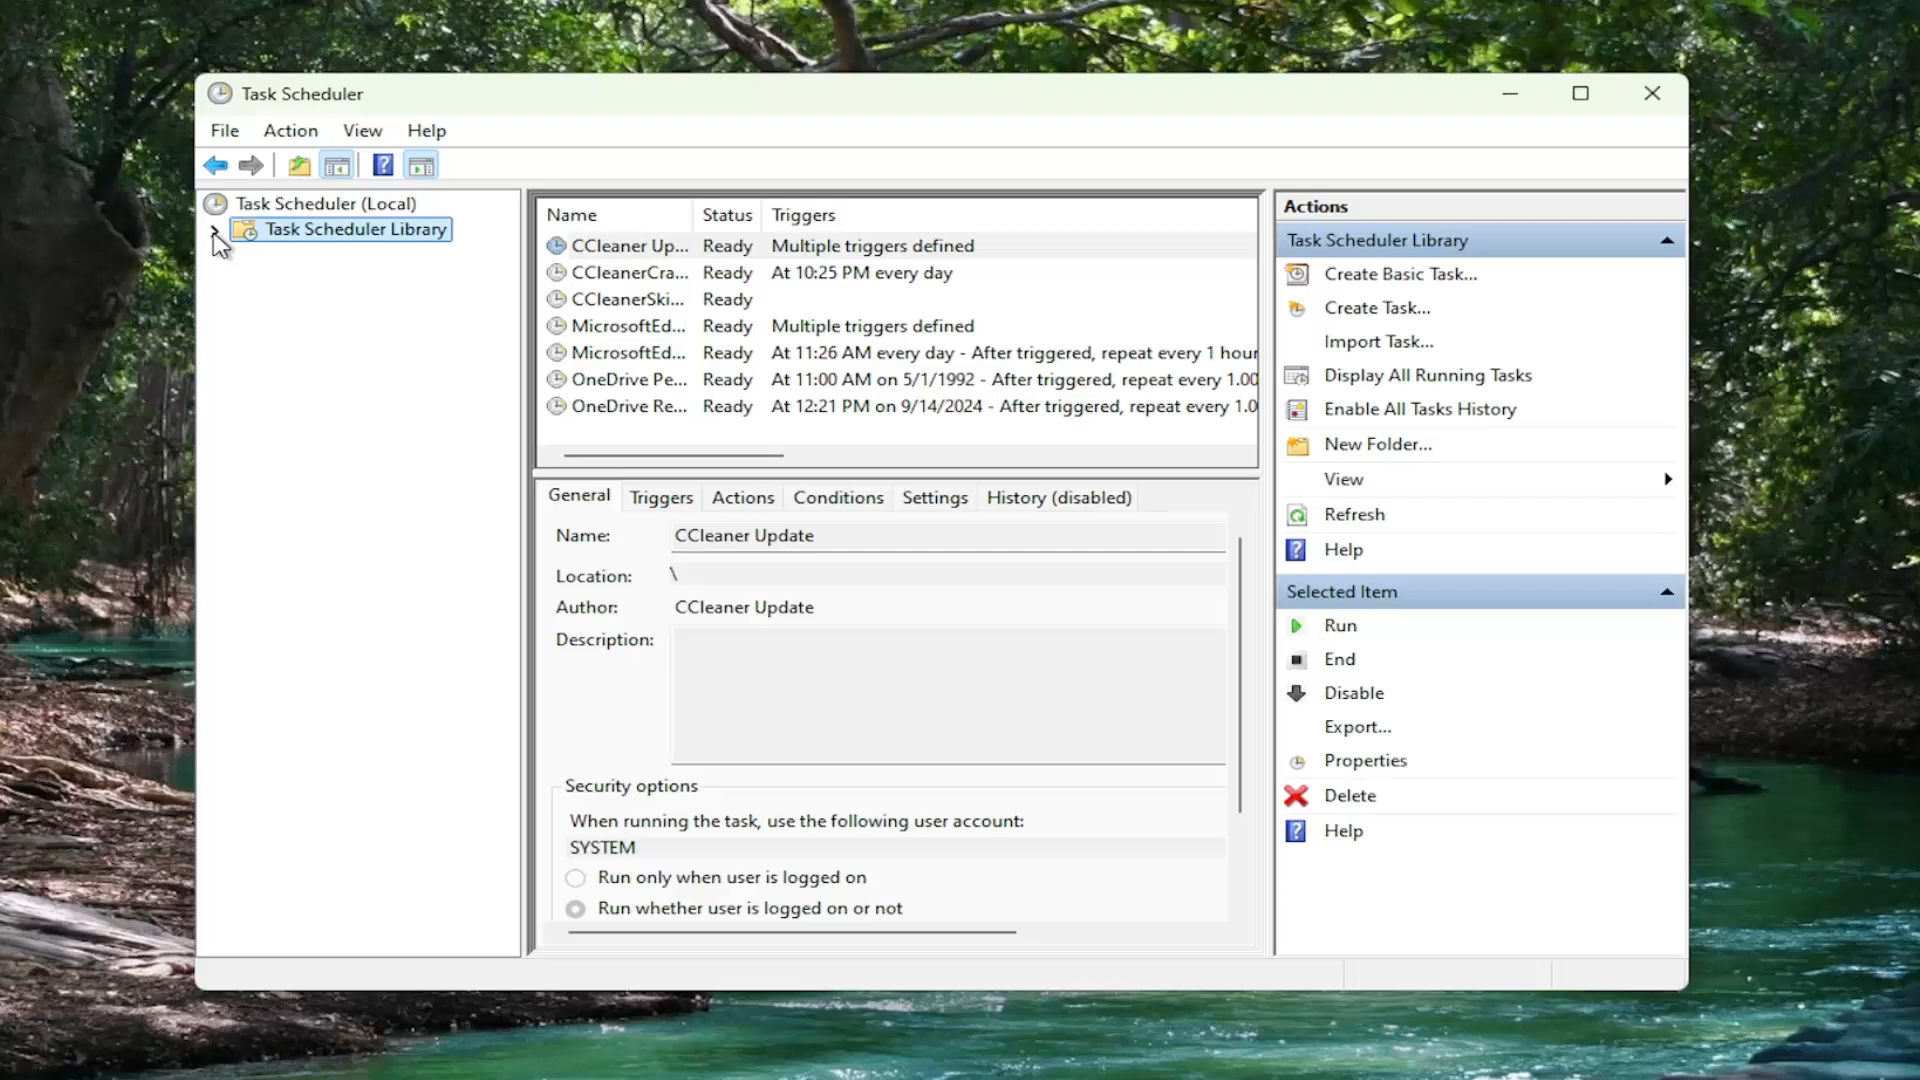 Task Scheduler
File Action View Help
Task Scheduler (Local)
Task Scheduler Library
Name Status Triggers
CCleaner Up... Ready Multiple triggers defined
CCleanerCra... Ready At 10:25 PM every day
CCleanerSki... Ready
MicrosoftEd... Ready Multiple triggers defined
MicrosoftEd... Ready At 11:26 AM every day - After triggered, repeat every 1 hour
OneDrive Pe... Ready At 11:00 AM on 5/1/1992 - After triggered, repeat every 1.00
OneDrive Re... Ready At 12:21 PM on 9/14/2024 - After triggered, repeat every 1.0
General Triggers Actions Conditions Settings History (disabled)
Name: CCleaner Update
Location: \
Author: CCleaner Update
Description:
Security options
When running the task, use the following user account:
SYSTEM
Run only when user is logged on
Run whether user is logged on or not
Actions
Task Scheduler Library
Create Basic Task...
Create Task...
Import Task...
Display All Running Tasks
Enable All Tasks History
New Folder...
View
Refresh
Help
Selected Item
Run
End
Disable
Export...
Properties
Delete
Help